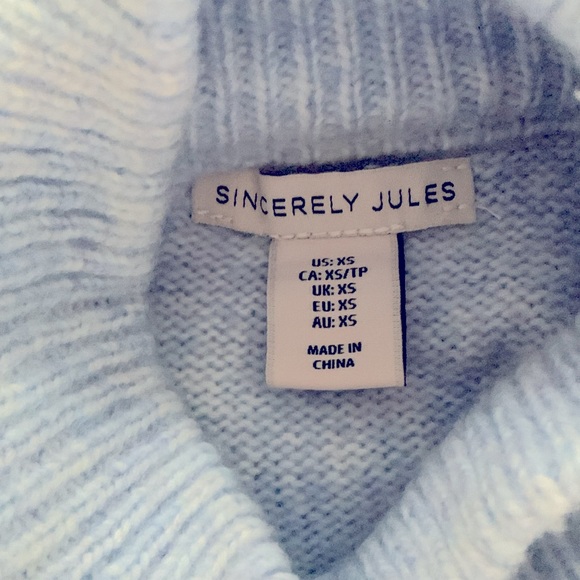 SINCERELY JULES
US: XS
CA: XS/TP
UK: XS
EU: XS
AU: XS
MADE IN
CHINA